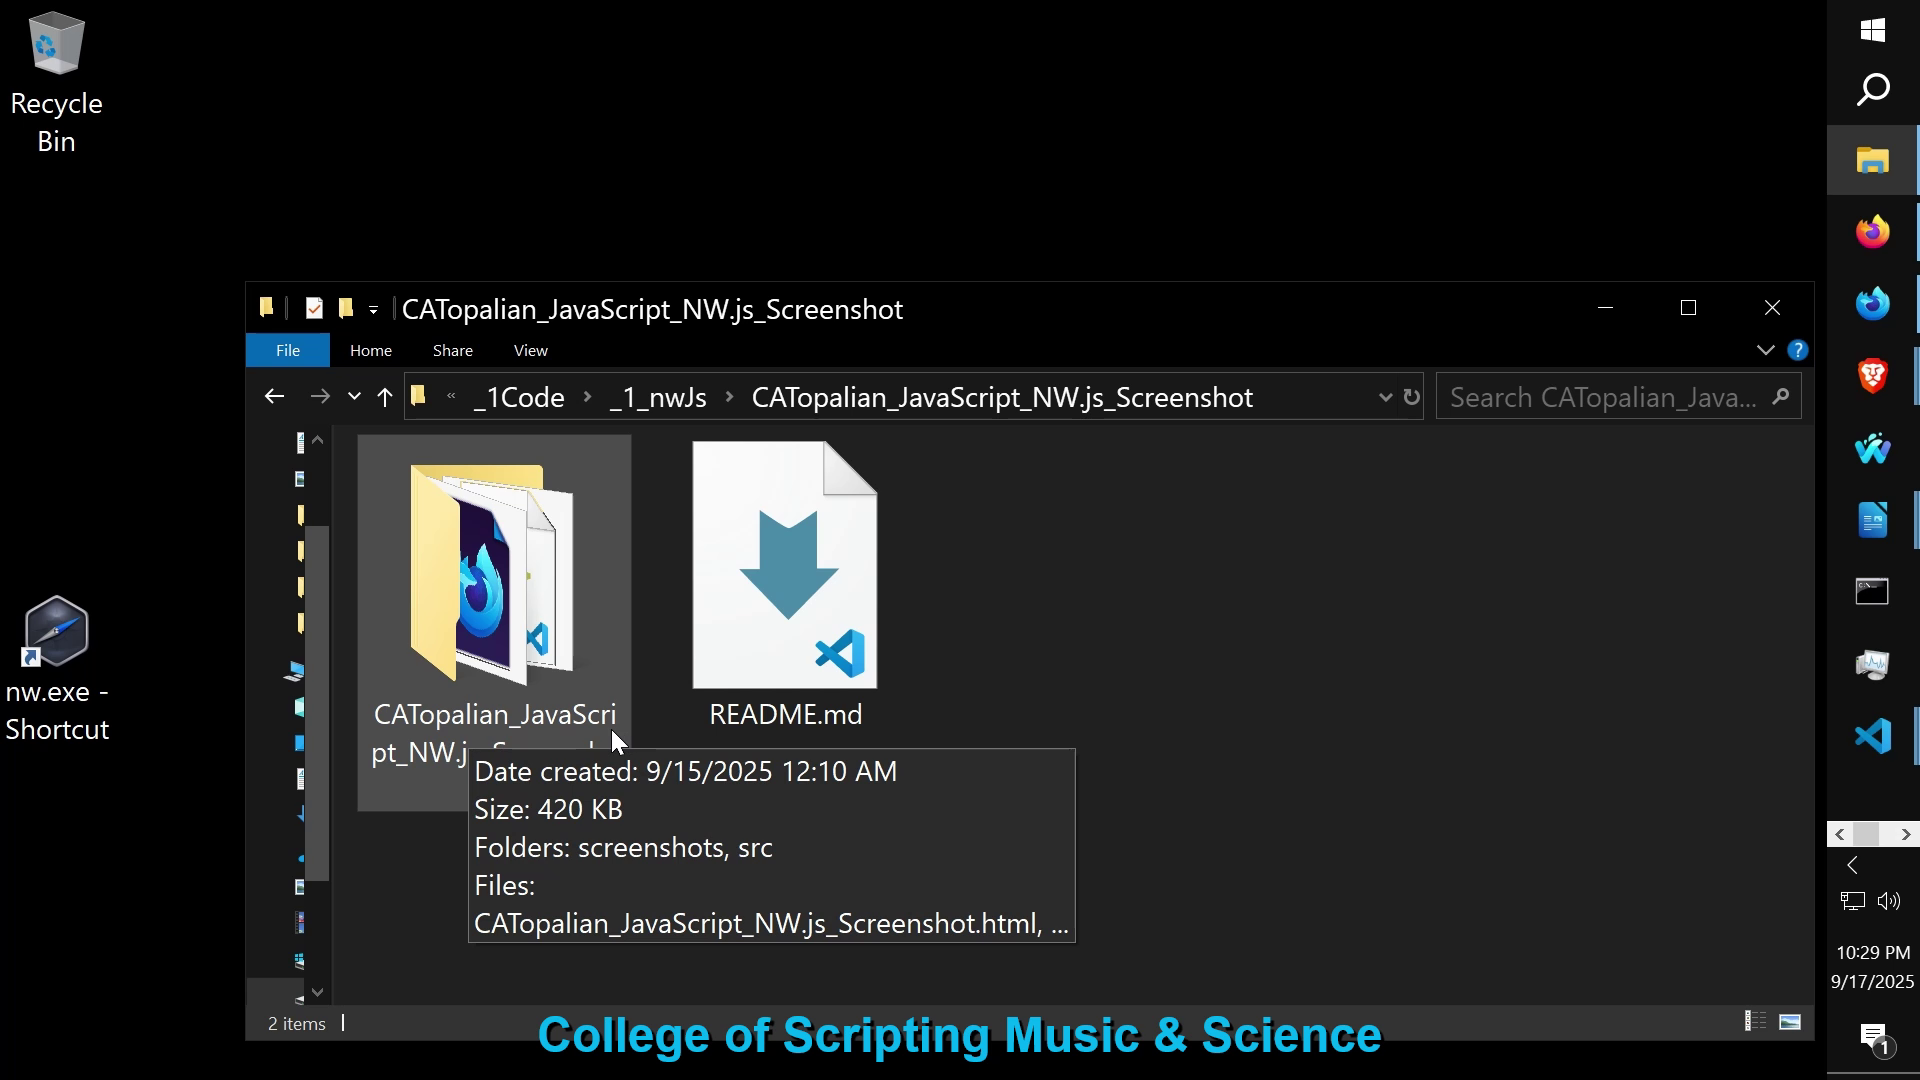 Recycle
Bin
CATopalian_JavaScript_NW.js_Screenshot
File
Home
Share
View
?
« _1Code › _1_nwJs › CATopalian_JavaScript_NW.js_Screenshot
Search CATopalian_Java...
nw.exe -
Shortcut
CATopalian_JavaScri
pt_NW.j
README.md
Date created: 9/15/2025 12:10 AM
Size: 420 KB
Folders: screenshots, src
Files:
CATopalian_JavaScript_NW.js_Screenshot.html, ...
2 items
College of Scripting Music & Science
10:29 PM
9/17/2025
1